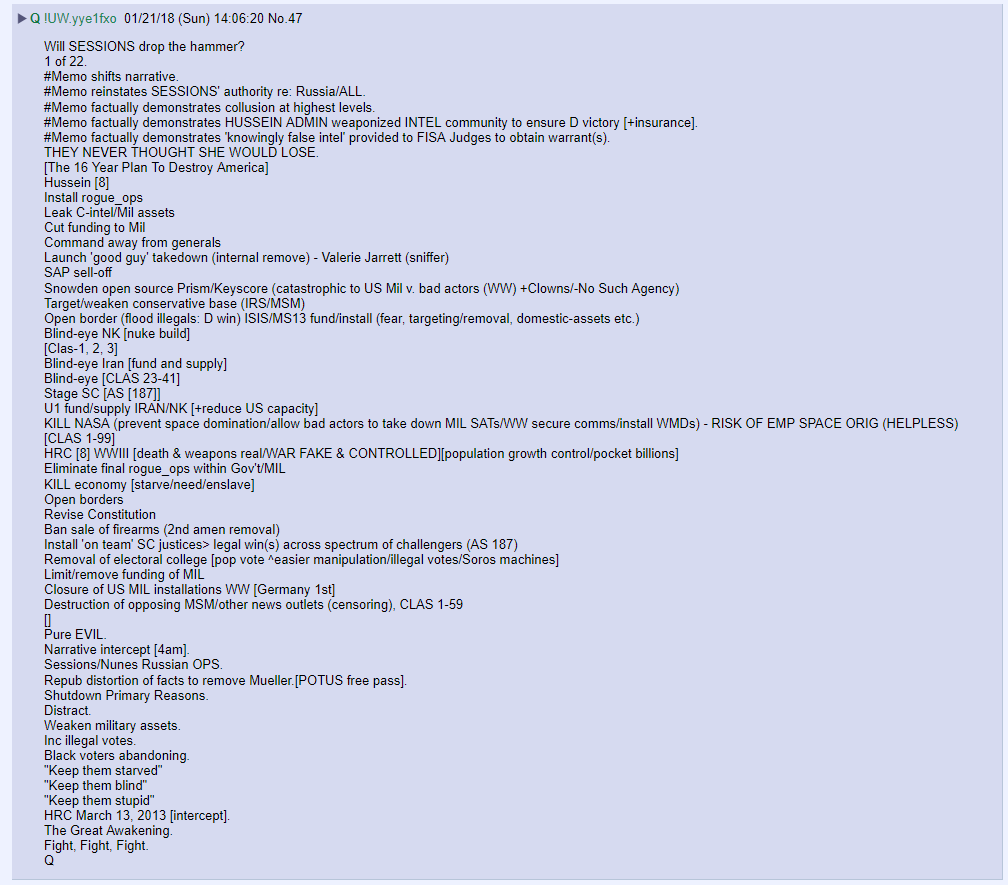 ▶Q !UW.yye1fxo 01/21/18 (Sun) 14:06:20 No.47
Will SESSIONS drop the hammer?
1 of 22.
#Memo shifts narrative.
#Memo reinstates SESSIONS' authority re: Russia/ALL.
#Memo factually demonstrates collusion at highest levels.
#Memo factually demonstrates HUSSEIN ADMIN weaponized INTEL community to ensure D victory [+insurance].
#Memo factually demonstrates 'knowingly false intel' provided to FISA Judges to obtain warrant(s).
THEY NEVER THOUGHT SHE WOULD LOSE.
[The 16 Year Plan To Destroy America]
Hussein [8]
Install rogue_ops
Leak C-intel/Mil assets
Cut funding to Mil
Command away from generals
Launch 'good guy' takedown (internal remove) - Valerie Jarrett (sniffer)
SAP sell-off
Snowden open source Prism/Keyscore (catastrophic to US Mil v. bad actors (WW) +Clowns/-No Such Agency)
Target/weaken conservative base (IRS/MSM)
Open border (flood illegals: D win) ISIS/MS13 fund/install (fear, targeting/removal, domestic-assets etc.)
Blind-eye NK [nuke build]
[Clas-1, 2, 3]
Blind-eye Iran [fund and supply]
Blind-eye [CLAS 23-41]
Stage SC [AS [187]]
U1 fund/supply IRAN/NK [+reduce US capacity]
KILL NASA (prevent space domination/allow bad actors to take down MIL SATs/WW secure comms/install WMDs) - RISK OF EMP SPACE ORIG (HELPLESS)
[CLAS 1-99]
HRC [8] WWIII [death & weapons real/WAR FAKE & CONTROLLED][population growth control/pocket billions]
Eliminate final rogue_ops within Gov't/MIL
KILL economy [starve/need/enslave]
Open borders
Revise Constitution
Ban sale of firearms (2nd amen removal)
Install 'on team' SC justices> legal win(s) across spectrum of challengers (AS 187)
Removal of electoral college [pop vote ^easier manipulation/illegal votes/Soros machines]
Limit/remove funding of MIL
Closure of US MIL installations WW [Germany 1st]
Destruction of opposing MSM/other news outlets (censoring), CLAS 1-59
[]
Pure EVIL.
Narrative intercept [4am].
Sessions/Nunes Russian OPS.
Repub distortion of facts to remove Mueller.[POTUS free pass].
Shutdown Primary Reasons.
Distract.
Weaken military assets.
Inc illegal votes.
Black voters abandoning.
"Keep them starved"
"Keep them blind"
"Keep them stupid"
HRC March 13, 2013 [intercept].
The Great Awakening.
Fight, Fight, Fight.
Q